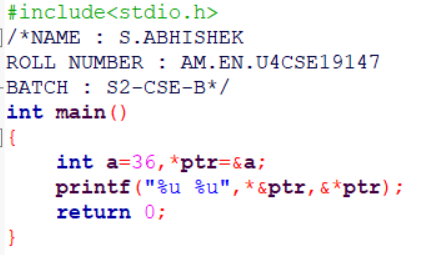 #include<stdio.h>
/*NAME : S.ABHISHEK
ROLL NUMBER : AM.EN.U4CSE19147
BATCH : S2-CSE-B*/
int main()
{
    int a=36,*ptr=&a;
    printf("%u %u",*&ptr,&*ptr);
    return 0;
}